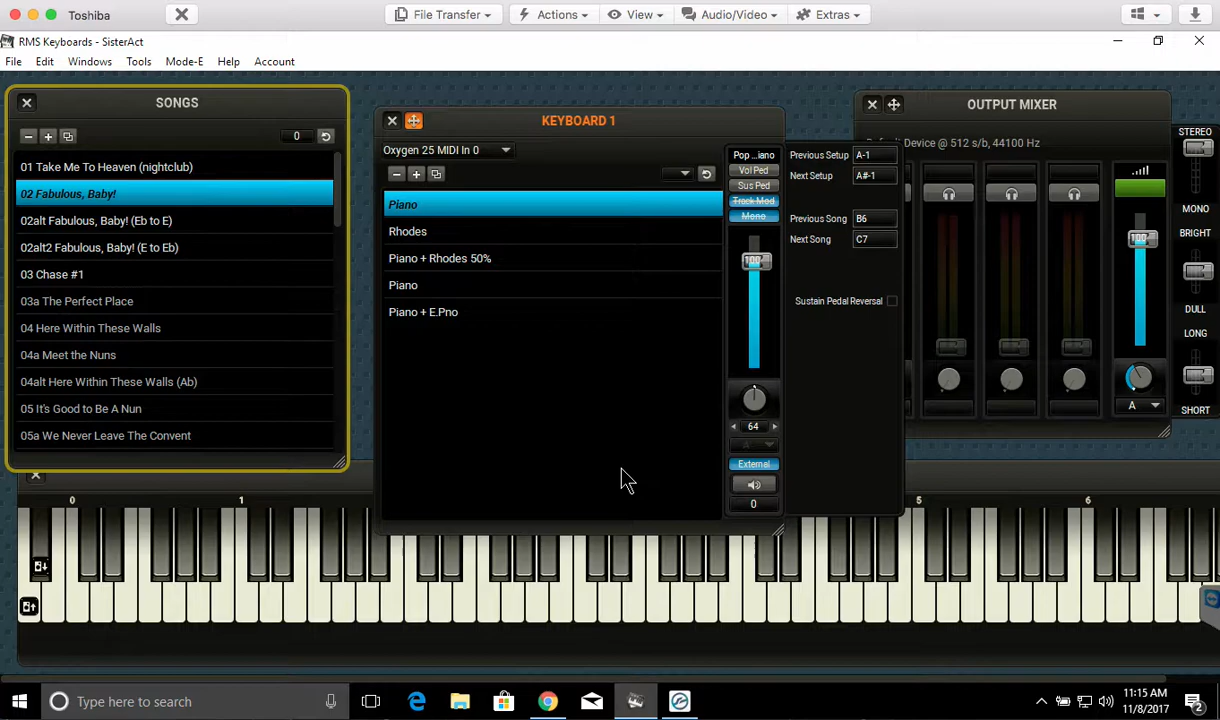 Toshiba
File Transfer
Actions
View
Audio/Video
Extras
RMS Keyboards - SisterAct
File Edit Windows Tools Mode-E Help Account
SONGS
0
01 Take Me To Heaven (nightclub)
02 Fabulous, Baby!
02alt Fabulous, Baby! (Eb to E)
02alt2 Fabulous, Baby! (E to Eb)
03 Chase #1
03a The Perfect Place
04 Here Within These Walls
04a Meet the Nuns
04alt Here Within These Walls (Ab)
05 It's Good to Be A Nun
05a We Never Leave The Convent
KEYBOARD 1
Oxygen 25 MIDI In 0
Piano
Rhodes
Piano + Rhodes 50%
Piano
Piano + E.Pno
Pop ...iano
Vol Ped
Sus Ped
Track Mod
Mono
100
64
A
External
0
Previous Setup A-1
Next Setup A#-1
Previous Song B6
Next Song C7
Sustain Pedal Reversal
OUTPUT MIXER
Device @ 512 s/b, 44100 Hz
100
A
STEREO
MONO
BRIGHT
DULL
LONG
SHORT
0 1 5 6
Type here to search
11:15 AM
11/8/2017
2